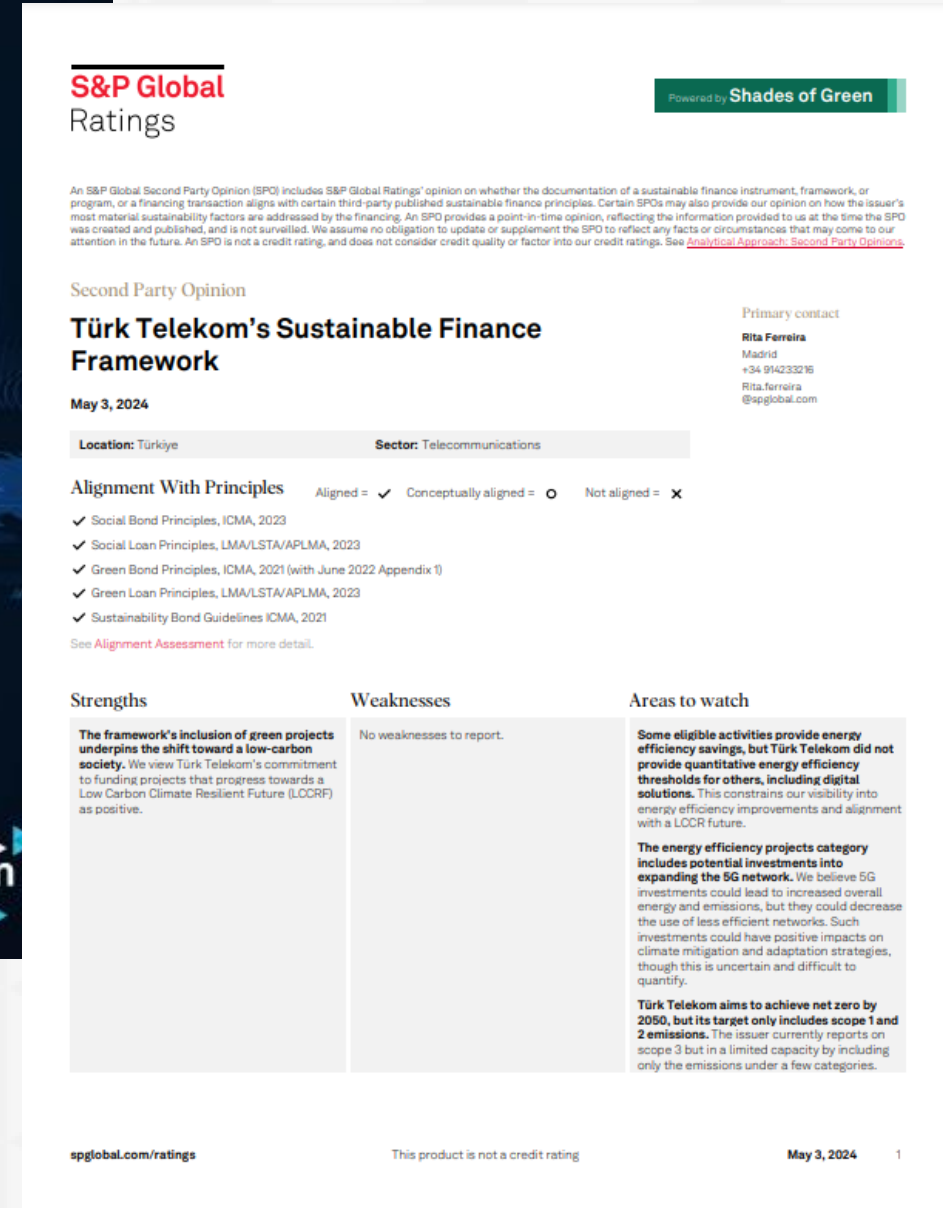 S&P Global
Ratings
Powered by Shades of Green
An S&P Global Second Party Opinion (SPO) includes S&P Global Ratings' opinion on whether the documentation of a sustainable finance instrument, framework, or
program, or a financing transaction aligns with certain third-party published sustainable finance principles. Certain SPOs may also provide our opinion on how the issuer's
most material sustainability factors are addressed by the financing. An SPO provides a point-in-time opinion, reflecting the information provided to us at the time the SPO
was created and published, and is not surveilled. We assume no obligation to update or supplement the SPO to reflect any facts or circumstances that may come to our
attention in the future. An SPO is not a credit rating, and does not consider credit quality or factor into our credit ratings. See Analytical Approach: Second Party Opinions.
Second Party Opinion
Türk Telekom's Sustainable Finance
Framework
May 3, 2024
Primary contact
Rita Ferreira
Madrid
+34 914233216
Rita.ferreira
@spglobal.com
Location: Türkiye Sector: Telecommunications
Alignment With Principles Aligned = ✓ Conceptually aligned = O Not aligned = ✗
✓ Social Bond Principles, ICMA, 2023
✓ Social Loan Principles, LMA/LSTA/APLMA, 2023
✓ Green Bond Principles, ICMA, 2021 (with June 2022 Appendix 1)
✓ Green Loan Principles, LMA/LSTA/APLMA, 2023
✓ Sustainability Bond Guidelines ICMA, 2021
See Alignment Assessment for more detail.
Strengths
The framework's inclusion of green projects
underpins the shift toward a low-carbon
society. We view Türk Telekom's commitment
to funding projects that progress towards a
Low Carbon Climate Resilient Future (LCCRF)
as positive.
Weaknesses
No weaknesses to report.
Areas to watch
Some eligible activities provide energy
efficiency savings, but Türk Telekom did not
provide quantitative energy efficiency
thresholds for others, including digital
solutions. This constrains our visibility into
energy efficiency improvements and alignment
with a LCCR future.
The energy efficiency projects category
includes potential investments into
expanding the 5G network. We believe 5G
investments could lead to increased overall
energy and emissions, but they could decrease
the use of less efficient networks. Such
investments could have positive impacts on
climate mitigation and adaptation strategies,
though this is uncertain and difficult to
quantify.
Türk Telekom aims to achieve net zero by
2050, but its target only includes scope 1 and
2 emissions. The issuer currently reports on
scope 3 but in a limited capacity by including
only the emissions under a few categories.
spglobal.com/ratings This product is not a credit rating May 3, 2024 1